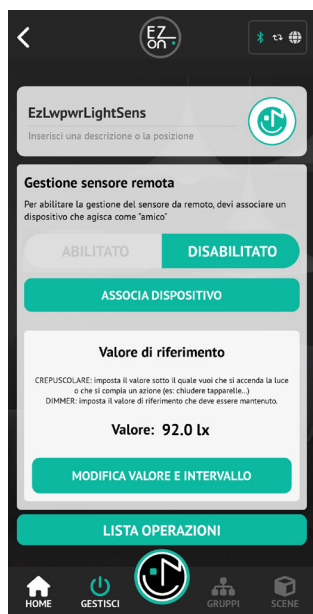 EZ
on
EzLwpwrLightSens
Inserisci una descrizione o la posizione
Gestione sensore remota
Per abilitare la gestione del sensore da remoto, devi associare un
dispositivo che agisca come "amico"
ABILITATO
DISABILITATO
ASSOCIA DISPOSITIVO
Valore di riferimento
CREPUSCOLARE: imposta il valore sotto il quale vuoi che si accenda la luce
o che si compia un azione (es: chiudere tapparelle...)
DIMMER: imposta il valore di riferimento che deve essere mantenuto.
Valore: 92.0 lx
MODIFICA VALORE E INTERVALLO
LISTA OPERAZIONI
HOME
GESTISCI
GRUPPI
SCENE